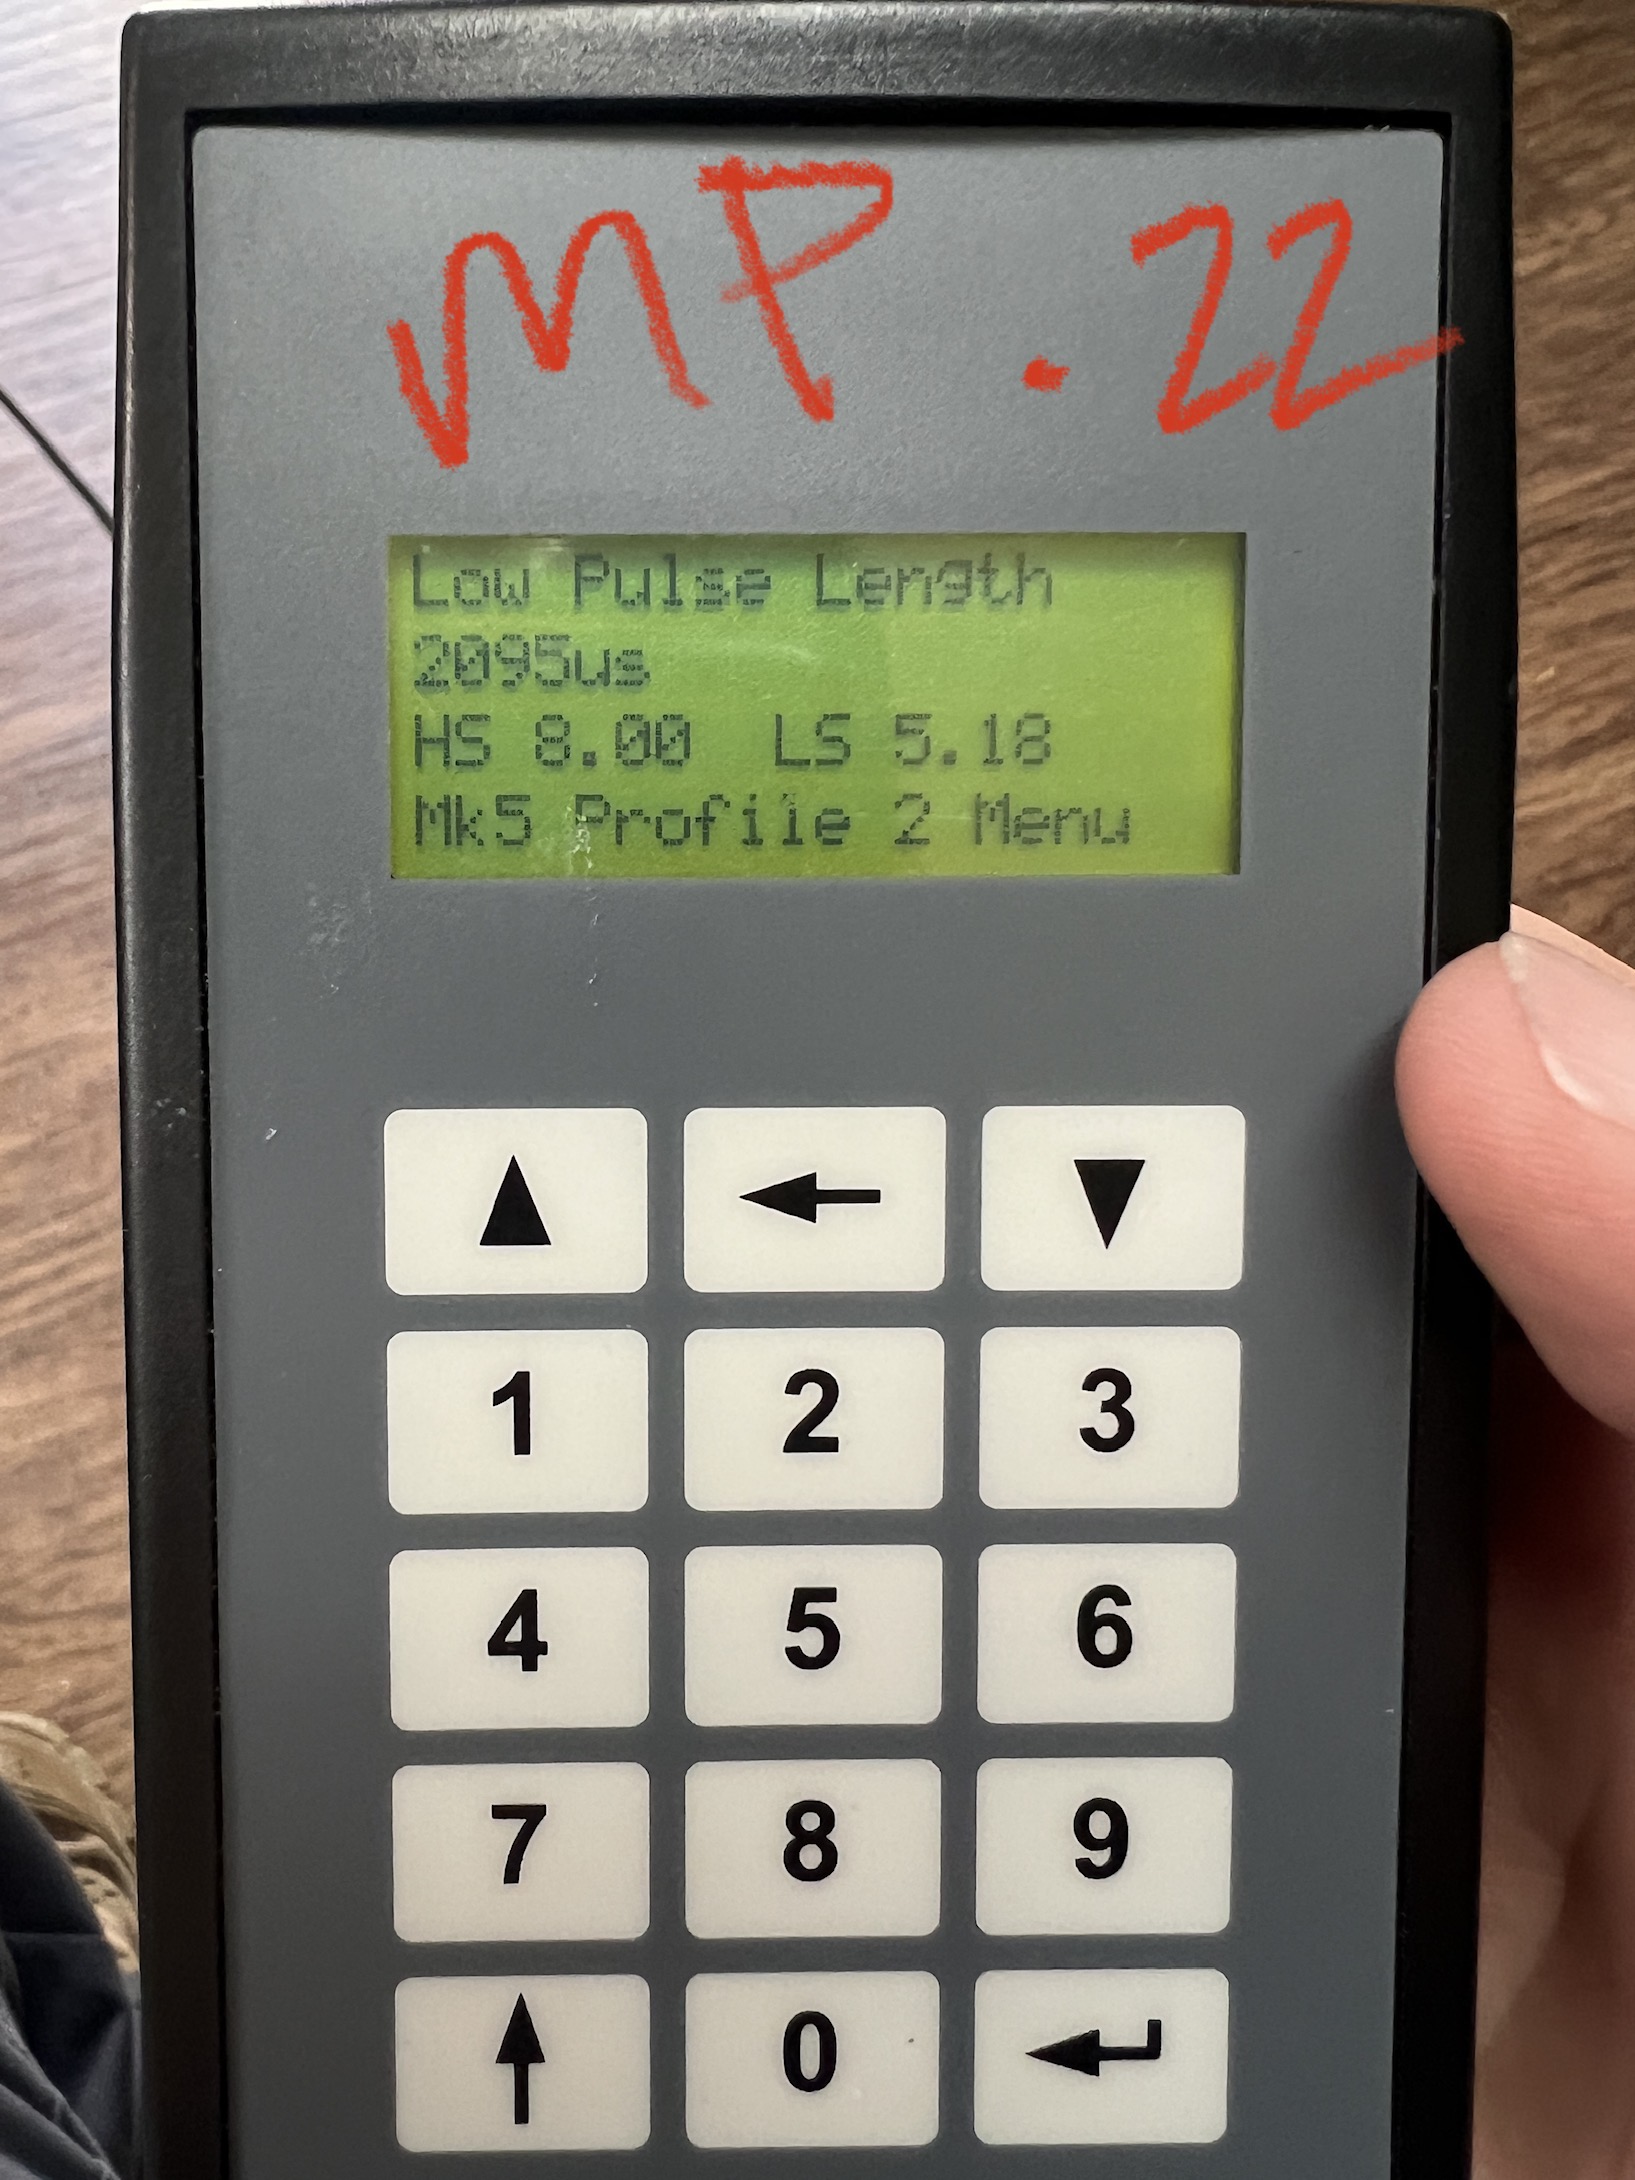 MP.22
Low Pulse Length
2095us
HS 8.00 LS 5.18
Mk5 Profile 2 Menu
▲ ← ▼
1 2 3
4 5 6
7 8 9
↑ 0 ↵